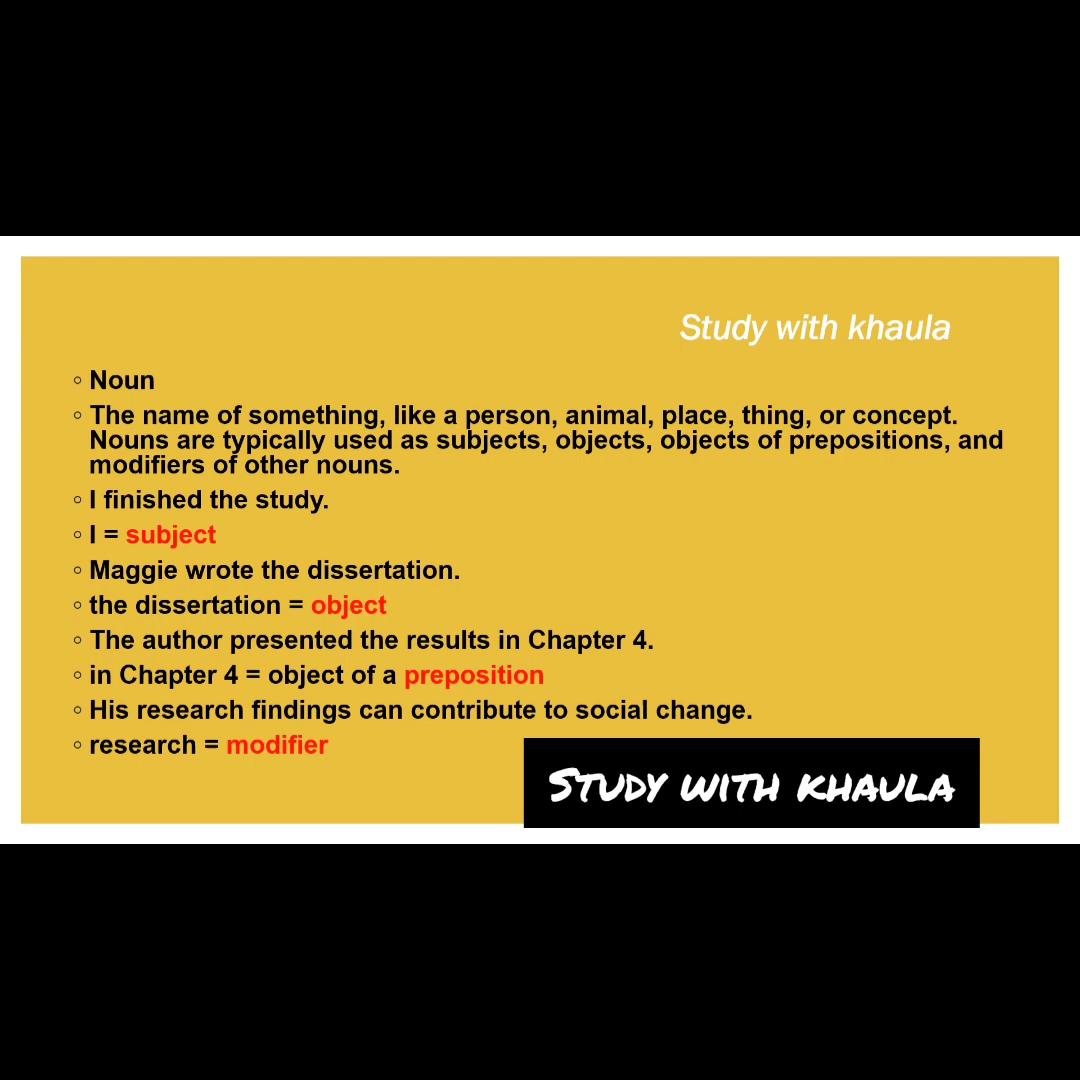 Study with khaula
◦ Noun
◦ The name of something, like a person, animal, place, thing, or concept.
Nouns are typically used as subjects, objects, objects of prepositions, and
modifiers of other nouns.
◦ I finished the study.
◦ I = subject
◦ Maggie wrote the dissertation.
◦ the dissertation = object
◦ The author presented the results in Chapter 4.
◦ in Chapter 4 = object of a preposition
◦ His research findings can contribute to social change.
◦ research = modifier
STUDY WITH KHAULA